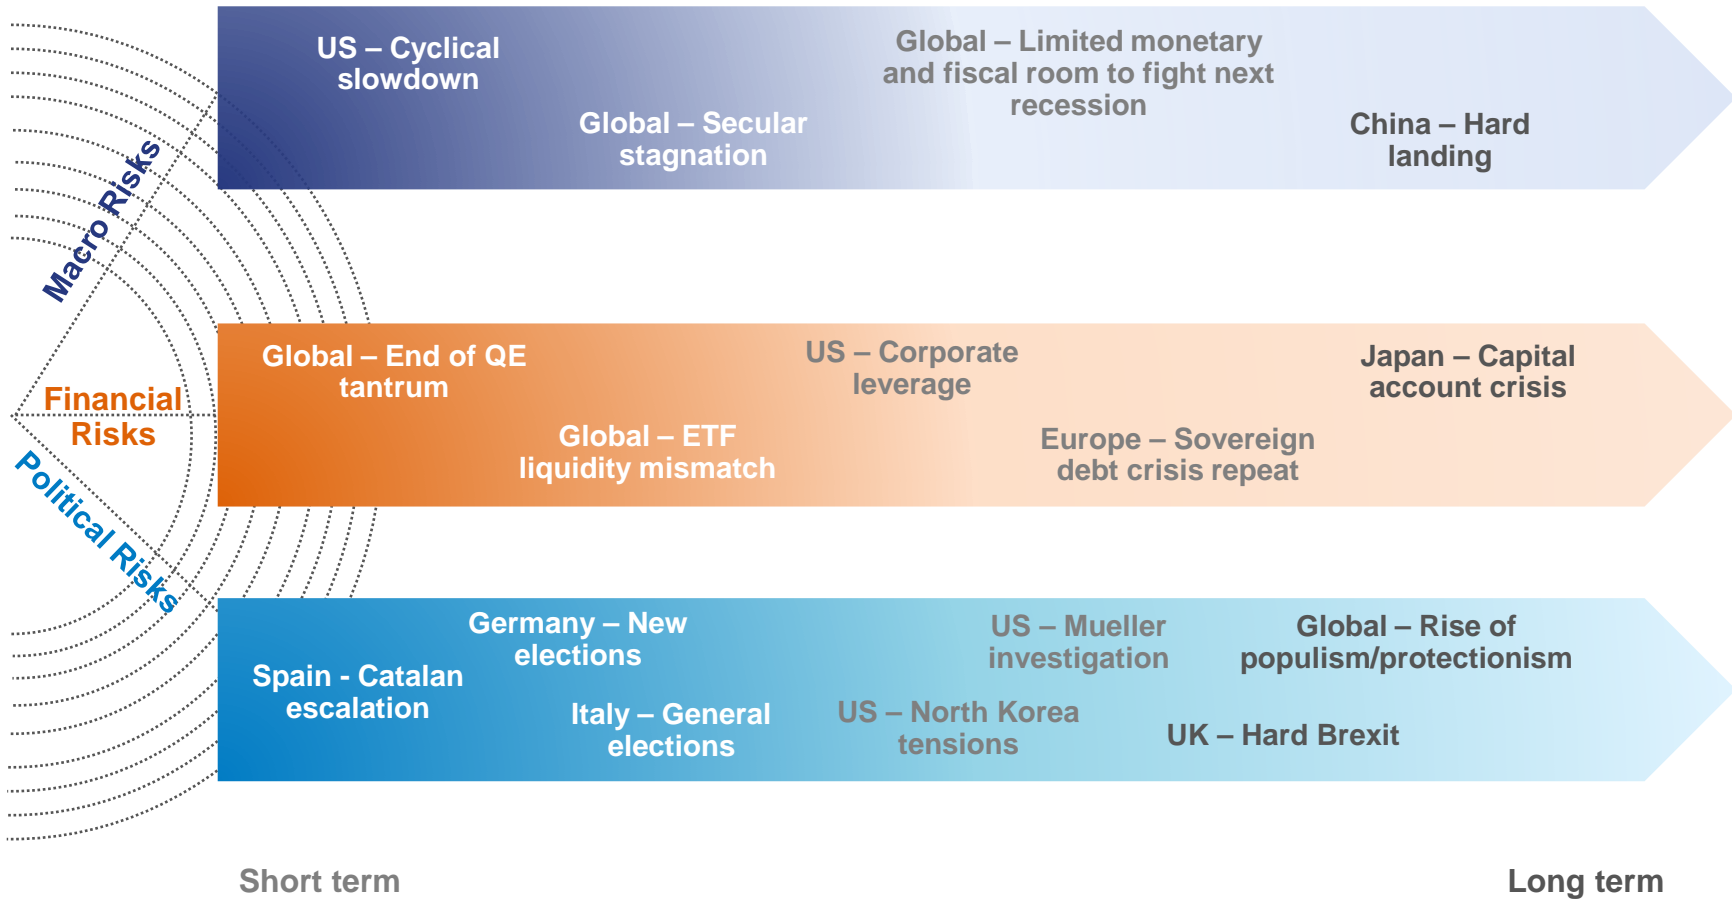 Macro Risks
US – Cyclical
slowdown
Global – Secular
stagnation
Global – Limited monetary
and fiscal room to fight next
recession
China – Hard
landing
Financial
Risks
Global – End of QE
tantrum
Global – ETF
liquidity mismatch
US – Corporate
leverage
Europe – Sovereign
debt crisis repeat
Japan – Capital
account crisis
Political Risks
Spain - Catalan
escalation
Germany – New
elections
Italy – General
elections
US – North Korea
tensions
US – Mueller
investigation
UK – Hard Brexit
Global – Rise of
populism/protectionism
Short term
Long term